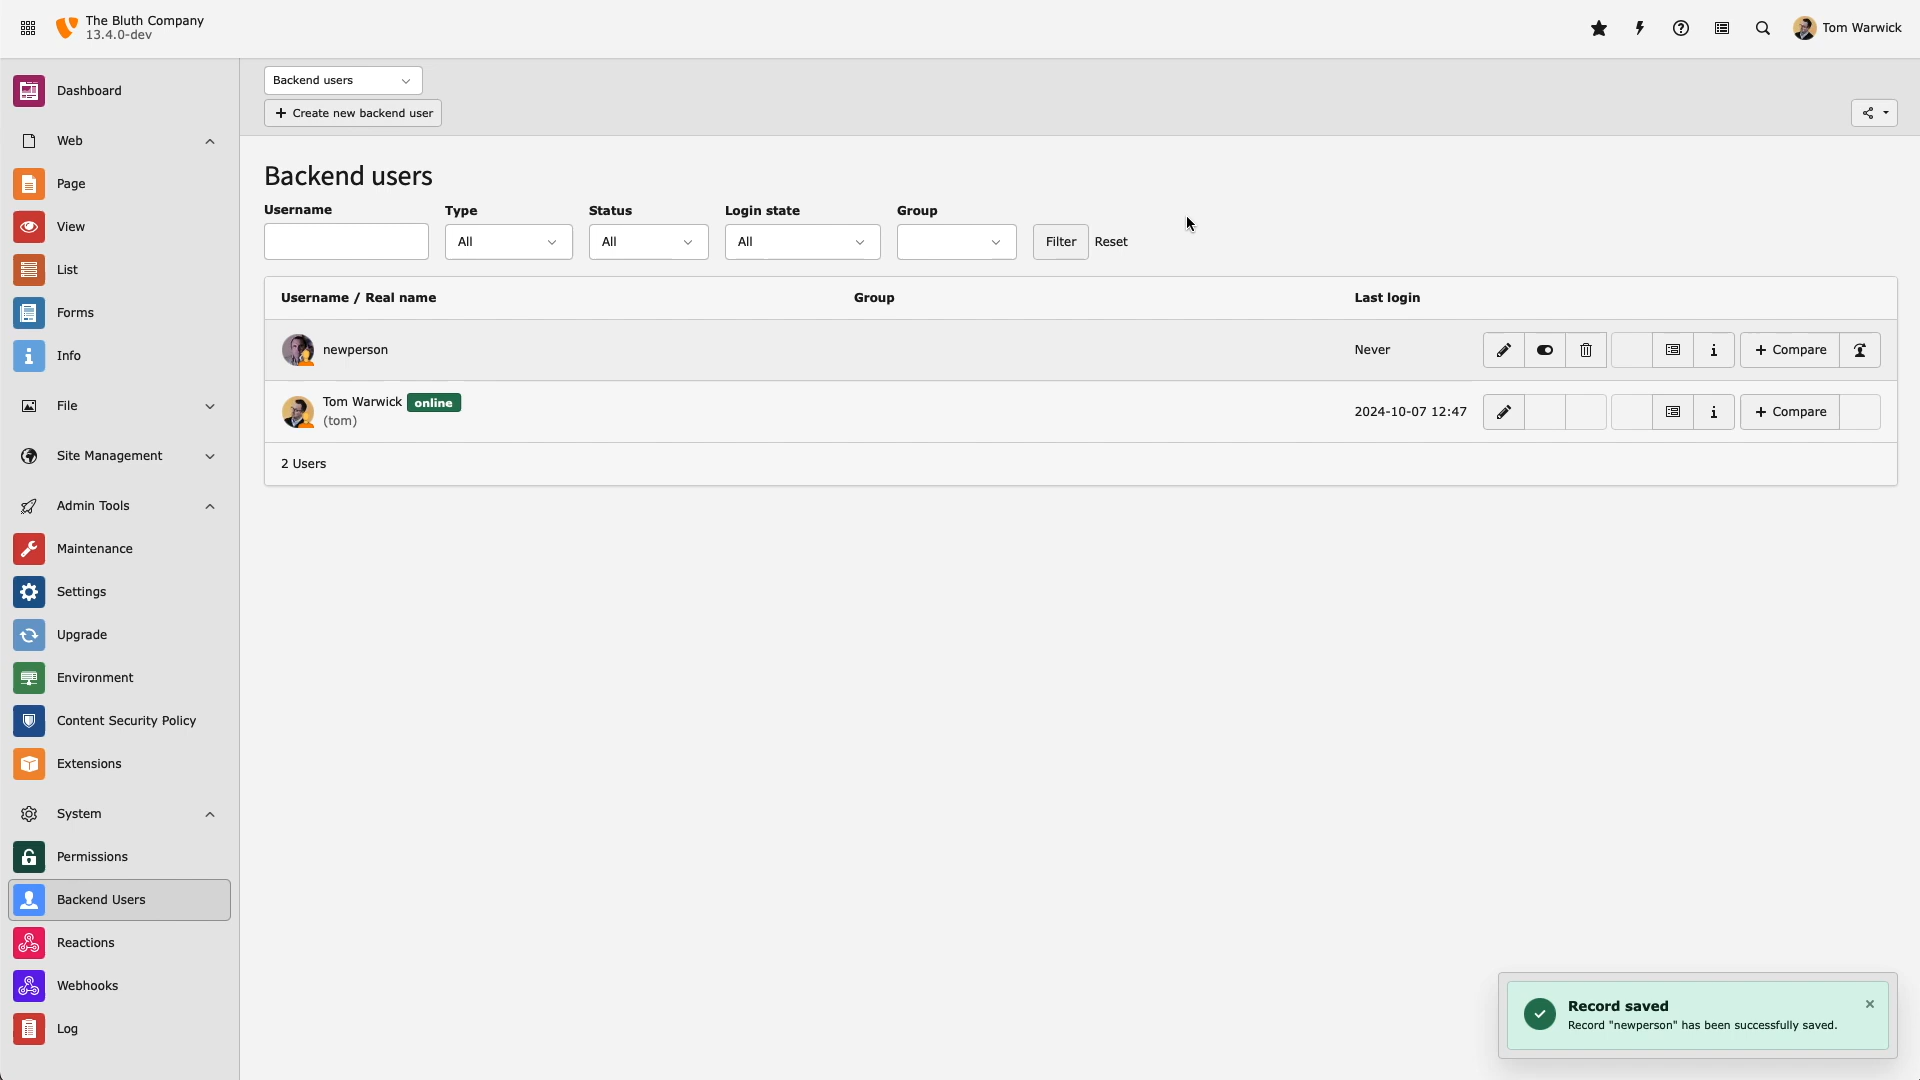 The Bluth Company
13.4.0-dev
Tom Warwick
Dashboard
Web
Page
View
List
Forms
Info
File
Site Management
Admin Tools
Maintenance
Settings
Upgrade
Environment
Content Security Policy
Extensions
System
Permissions
Backend Users
Reactions
Webhooks
Log
Backend users
+ Create new backend user
Backend users
Username Type Status Login state Group
All All All Filter Reset
Username / Real name Group Last login
newperson Never + Compare
Tom Warwick online
(tom) 2024-10-07 12:47 + Compare
2 Users
Record saved
Record "newperson" has been successfully saved.